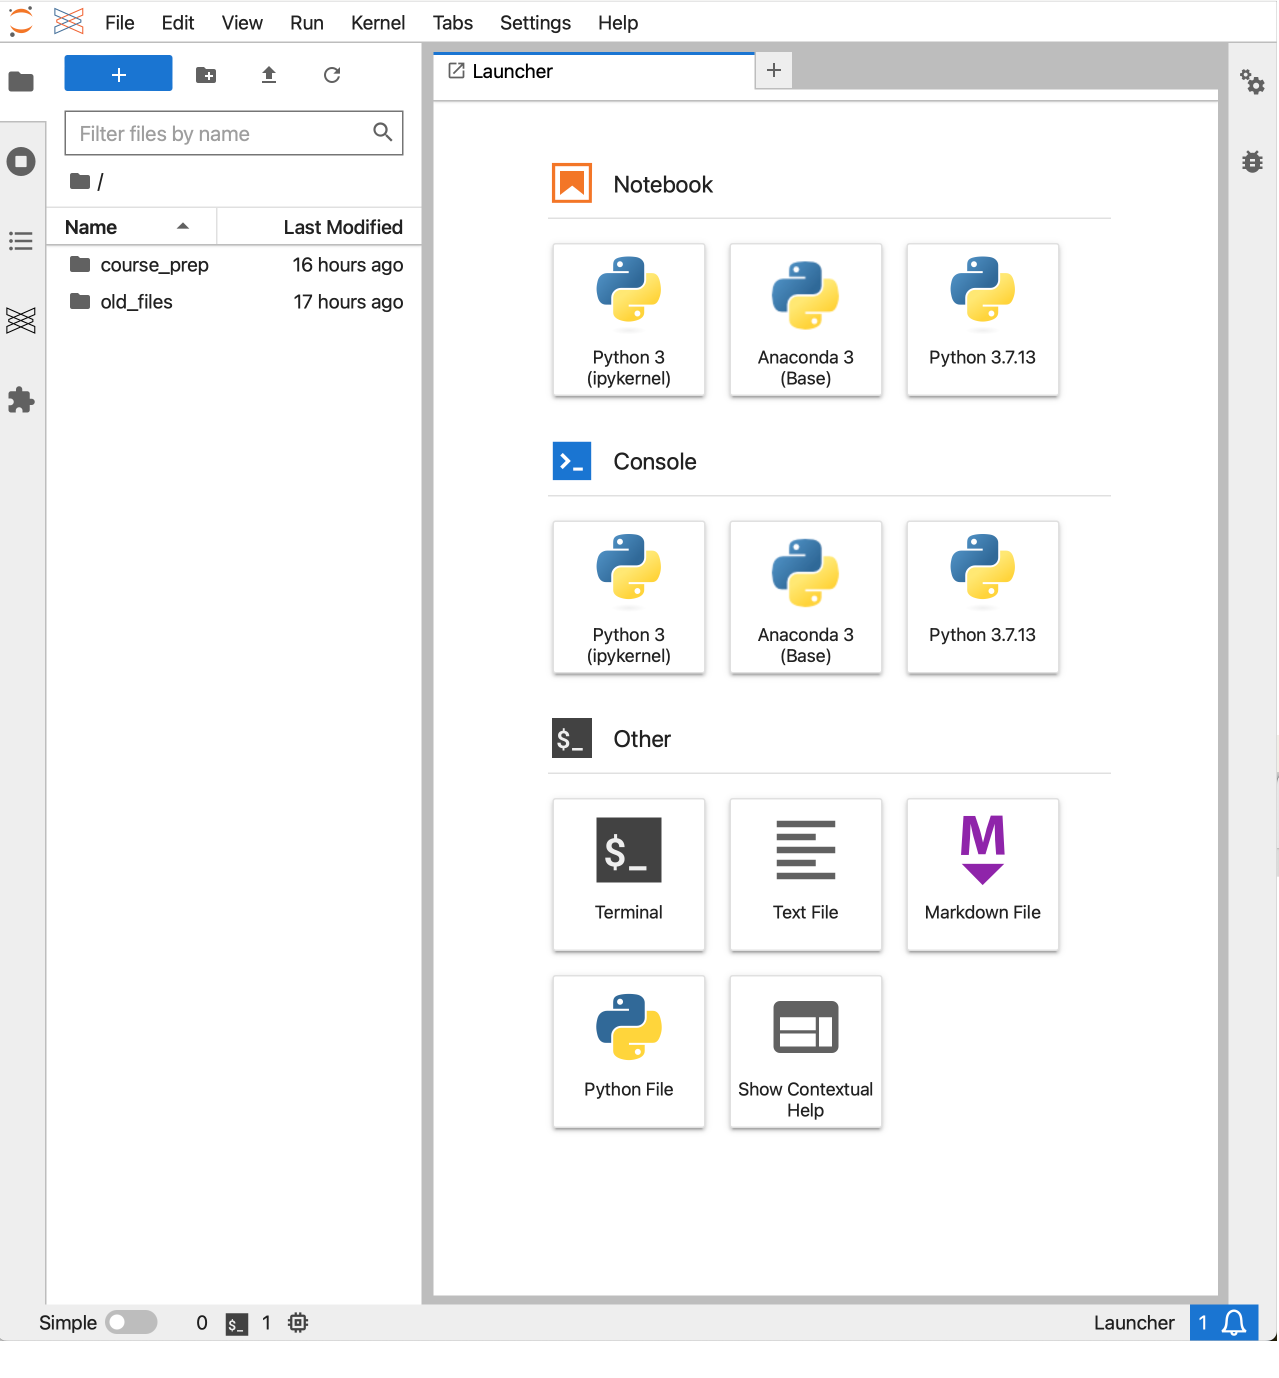 File Edit View Run Kernel Tabs Settings Help
+
Filter files by name
/
Name Last Modified
course_prep 16 hours ago
old_files 17 hours ago
Launcher +
Notebook
Python 3
(ipykernel)
Anaconda 3
(Base)
Python 3.7.13
>_ Console
Python 3
(ipykernel)
Anaconda 3
(Base)
Python 3.7.13
$_ Other
$_
Terminal
Text File
M
Markdown File
Python File
Show Contextual
Help
Simple 0 $_ 1 Launcher 1